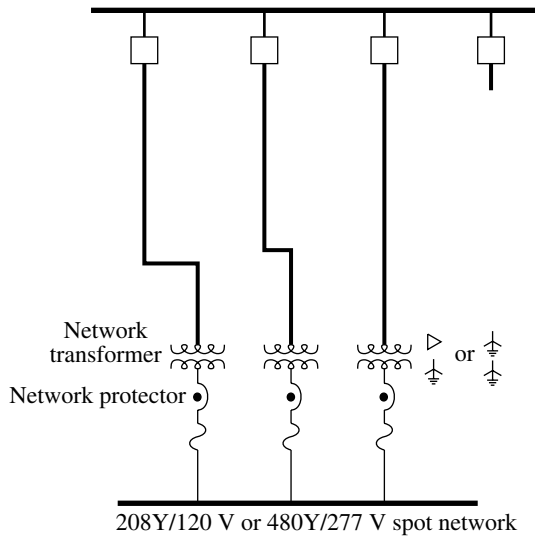 Network
transformer
or
Network protector
208Y/120 V or 480Y/277 V spot network